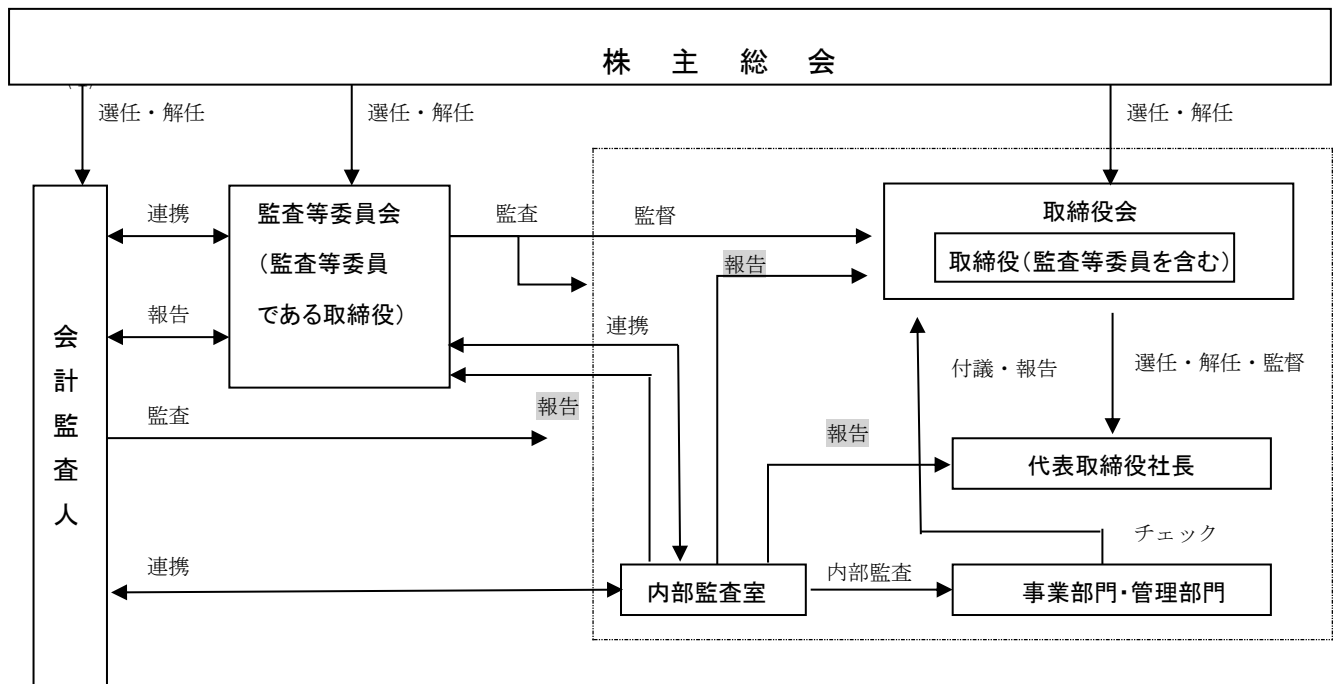 株 主 総 会
選任・解任
選任・解任
選任・解任
連携
監査等委員会
(監査等委員
である取締役)
監査
監督
取締役会
取締役(監査等委員を含む)
報告
報告
連携
付議・報告
選任・解任・監督
会計監査人
監査
報告
報告
代表取締役社長
チェック
連携
内部監査室
内部監査
事業部門・管理部門